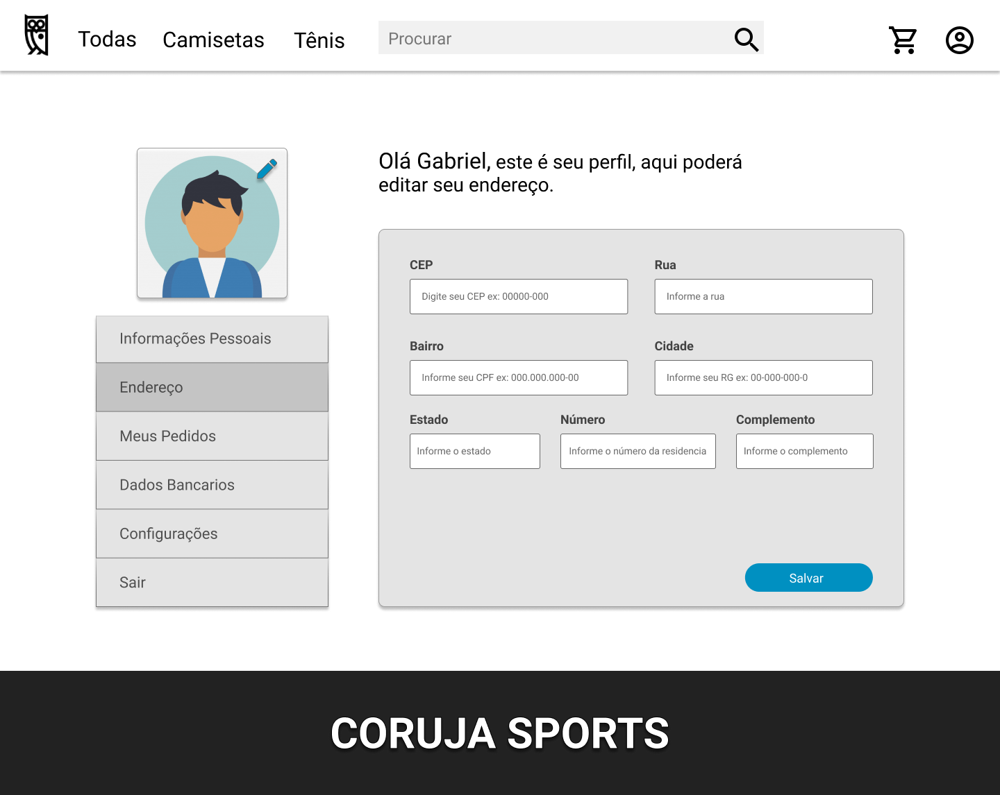 Todas
Camisetas
Tênis
Procurar
Olá Gabriel, este é seu perfil, aqui poderá
editar seu endereço.
Informações Pessoais
Endereço
Meus Pedidos
Dados Bancarios
Configurações
Sair
CEP
Rua
Digite seu CEP ex: 00000-000
Informe a rua
Bairro
Cidade
Informe seu CPF ex: 000.000.000-00
Informe seu RG ex: 00-000-000-0
Estado
Número
Complemento
Informe o estado
Informe o número da residencia
Informe o complemento
Salvar
CORUJA SPORTS